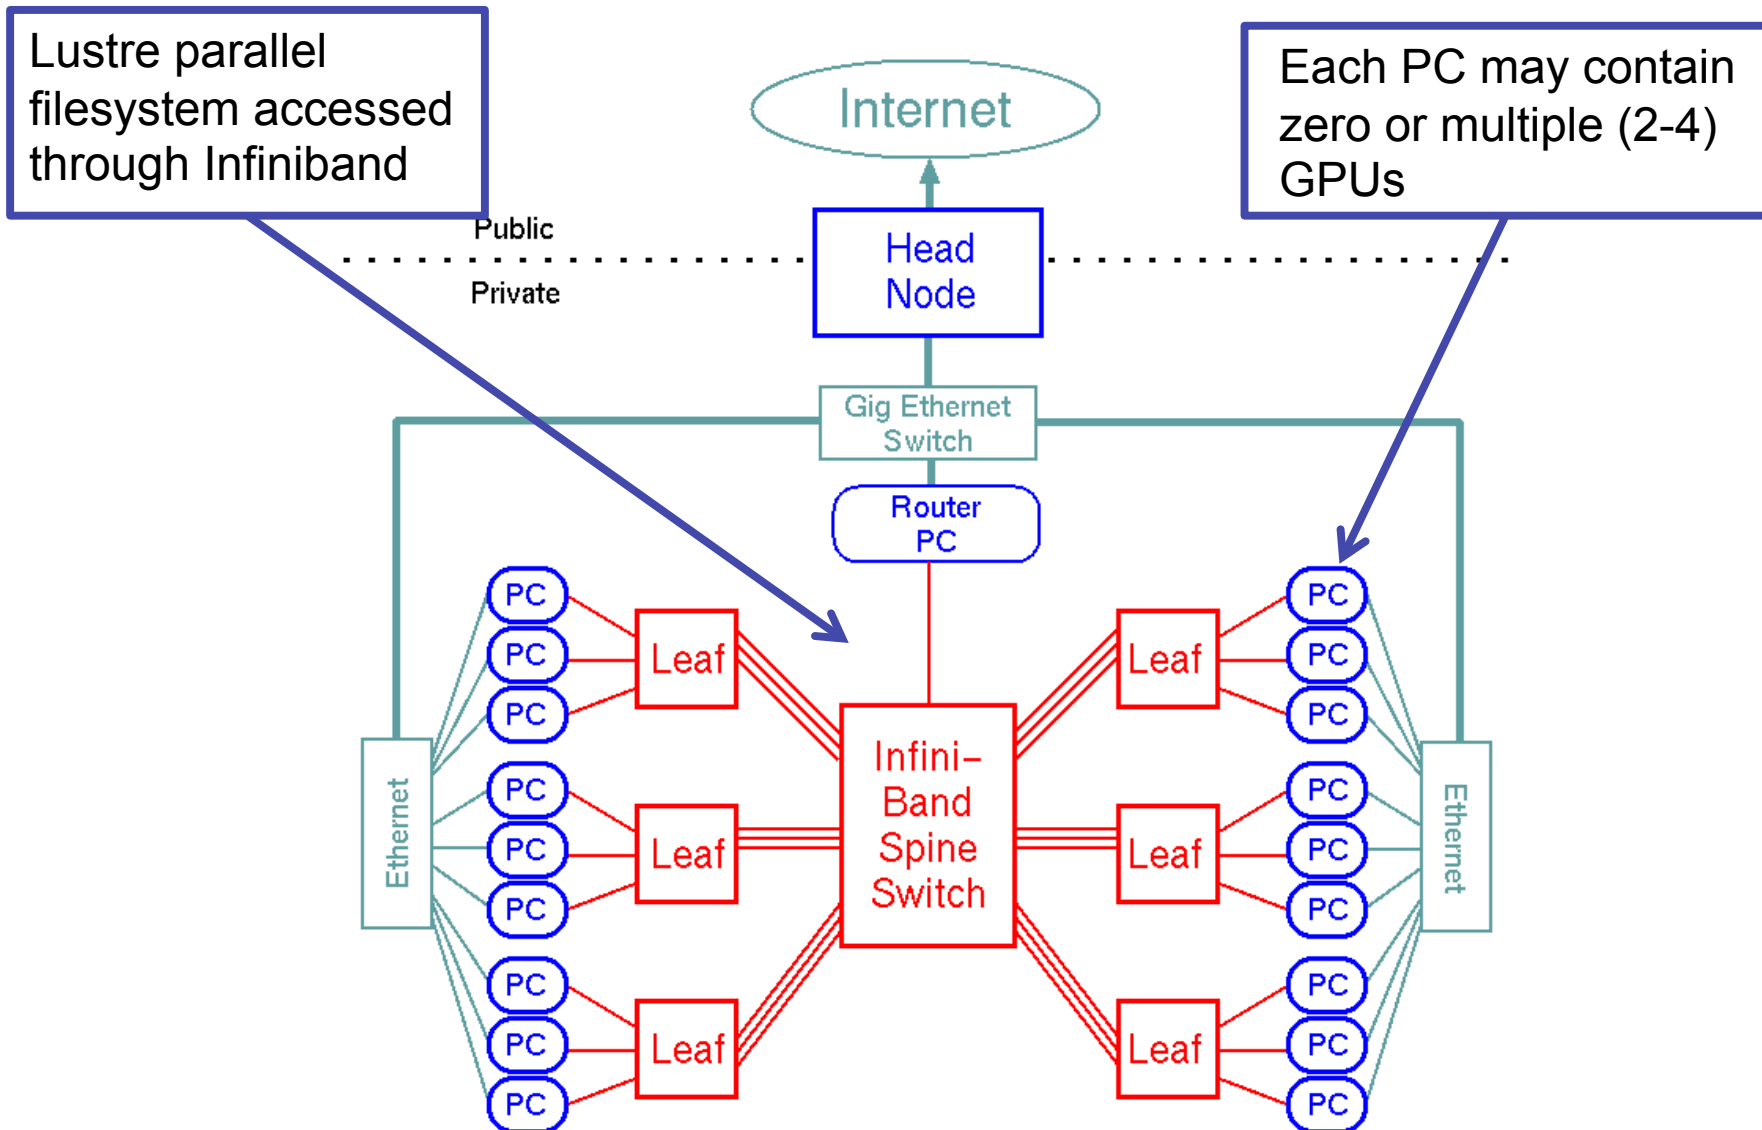 Lustre parallel
filesystem accessed
through Infiniband
Each PC may contain
zero or multiple (2-4)
GPUs
Internet
Public
Private
Head
Node
Gig Ethernet
Switch
Router
PC
PC
PC
PC
Leaf
Leaf
PC
PC
PC
Ethernet
PC
PC
PC
Leaf
Infini-
Band
Spine
Switch
Leaf
PC
PC
PC
Ethernet
PC
PC
PC
Leaf
Leaf
PC
PC
PC